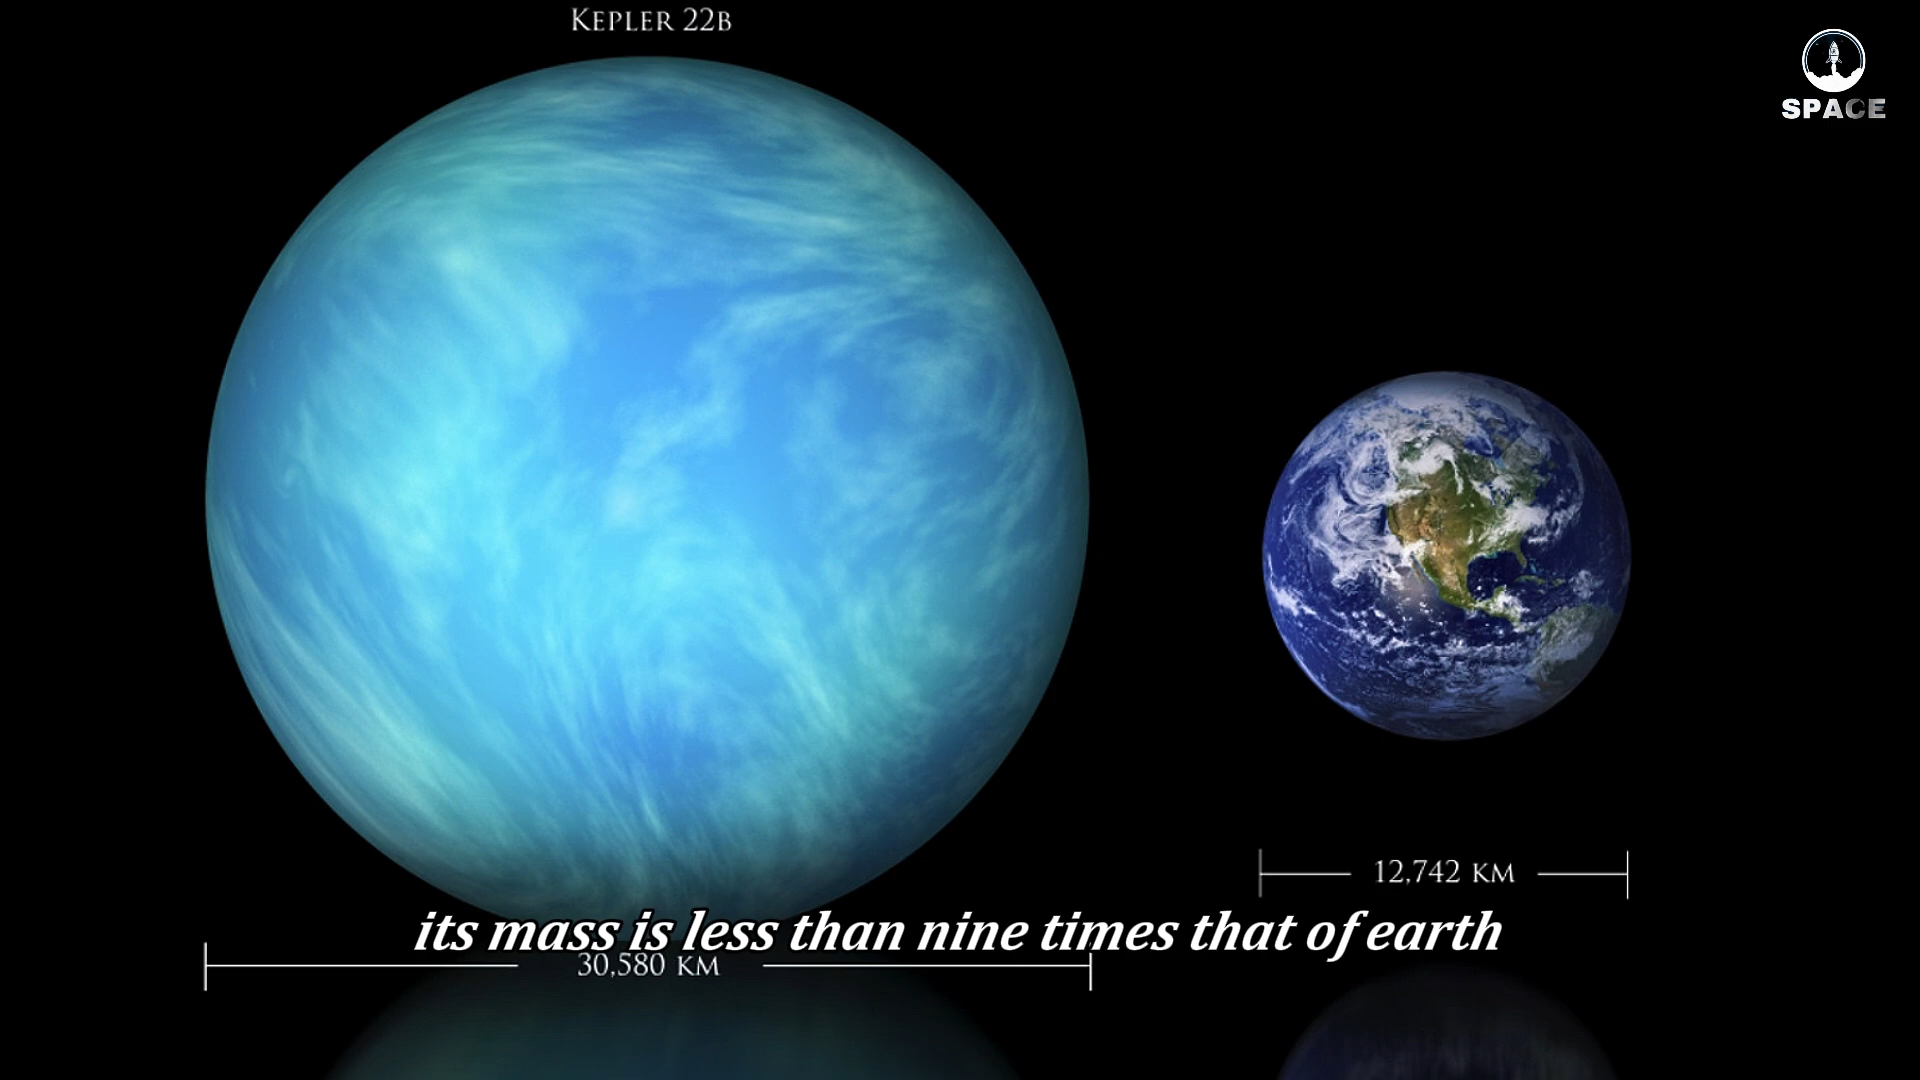 KEPLER 22B
SPACE
12,742 KM
its mass is less than nine times that of earth
30,580 KM